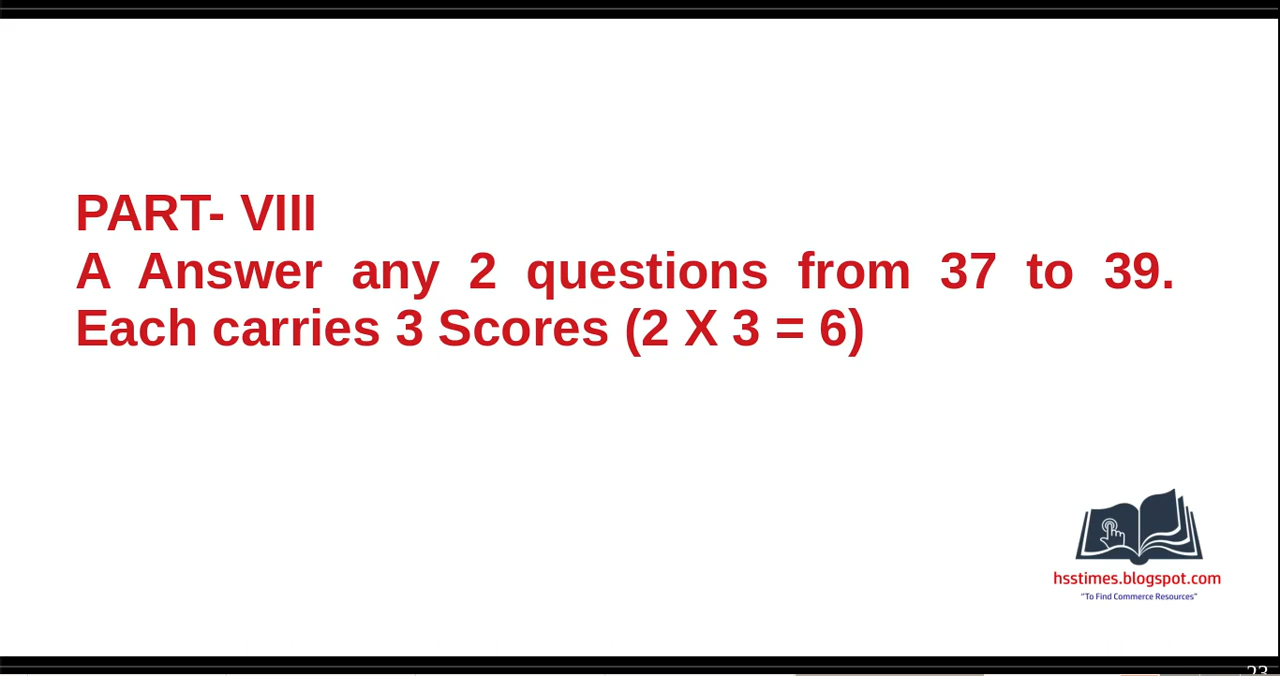 PART- VIII
A Answer any 2 questions from 37 to 39.
Each carries 3 Scores (2 X 3 = 6)
hsstimes.blogspot.com
"To Find Commerce Resources"
23